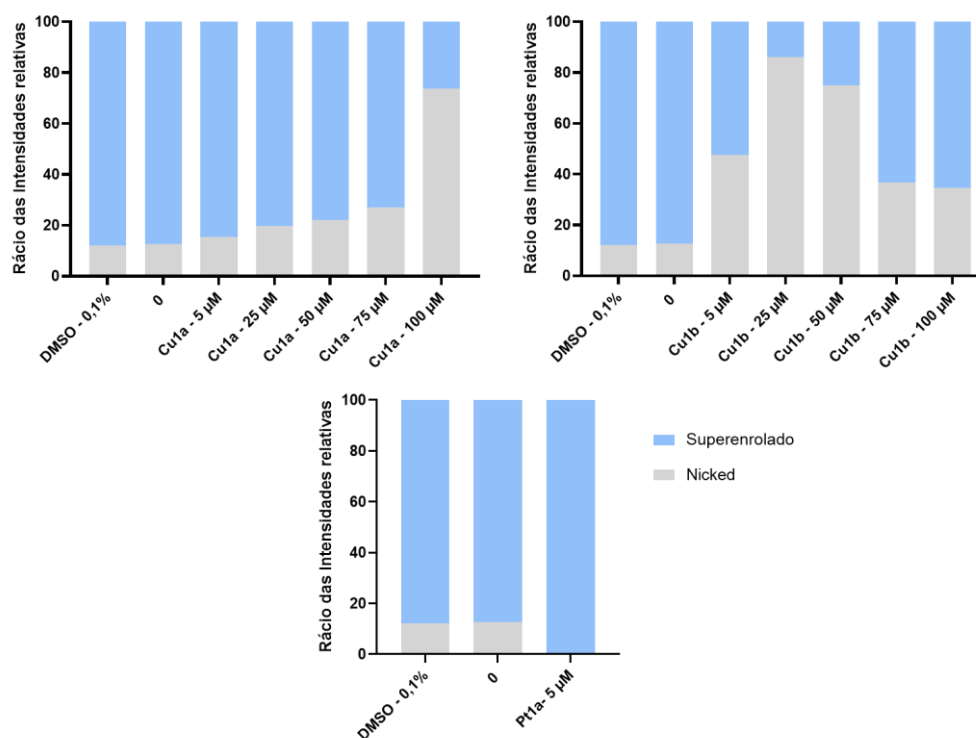 Rácio das Intensidades relativas
100
80
60
40
20
0
DMSO - 0,1%
0
Cu1a - 5 µM
Cu1a - 25 µM
Cu1a - 50 µM
Cu1a - 75 µM
Cu1a - 100 µM
Rácio das Intensidades relativas
100
80
60
40
20
0
DMSO - 0,1%
0
Cu1b - 5 µM
Cu1b - 25 µM
Cu1b - 50 µM
Cu1b - 75 µM
Cu1b - 100 µM
Rácio das Intensidades relativas
100
80
60
40
20
0
DMSO - 0,1%
0
Pt1a- 5 µM
Superenrolado
Nicked